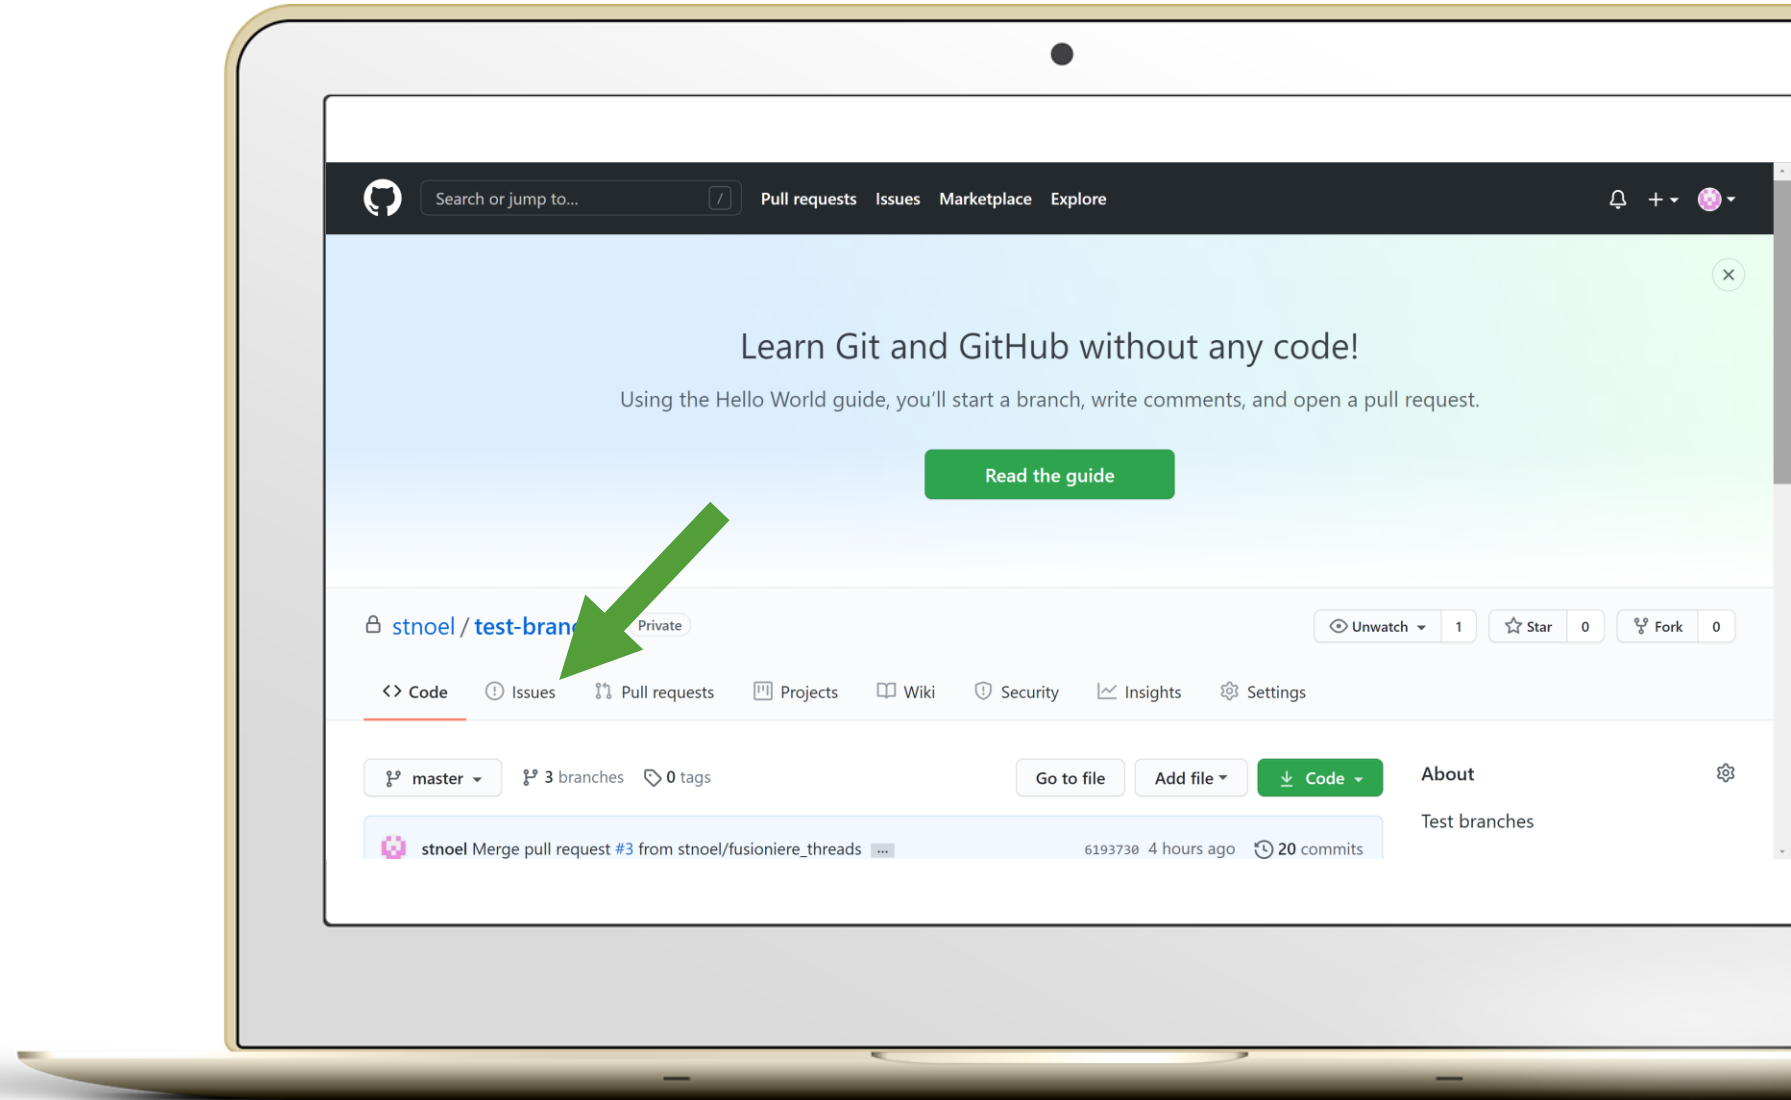 Search or jump to... /
Pull requests Issues Marketplace Explore
Learn Git and GitHub without any code!
Using the Hello World guide, you'll start a branch, write comments, and open a pull request.
Read the guide
stnoel / test-bran Private
Unwatch 1 Star 0 Fork 0
<> Code Issues Pull requests Projects Wiki Security Insights Settings
master 3 branches 0 tags
Go to file Add file Code
About
Test branches
stnoel Merge pull request #3 from stnoel/fusioniere_threads ... 6193730 4 hours ago 20 commits